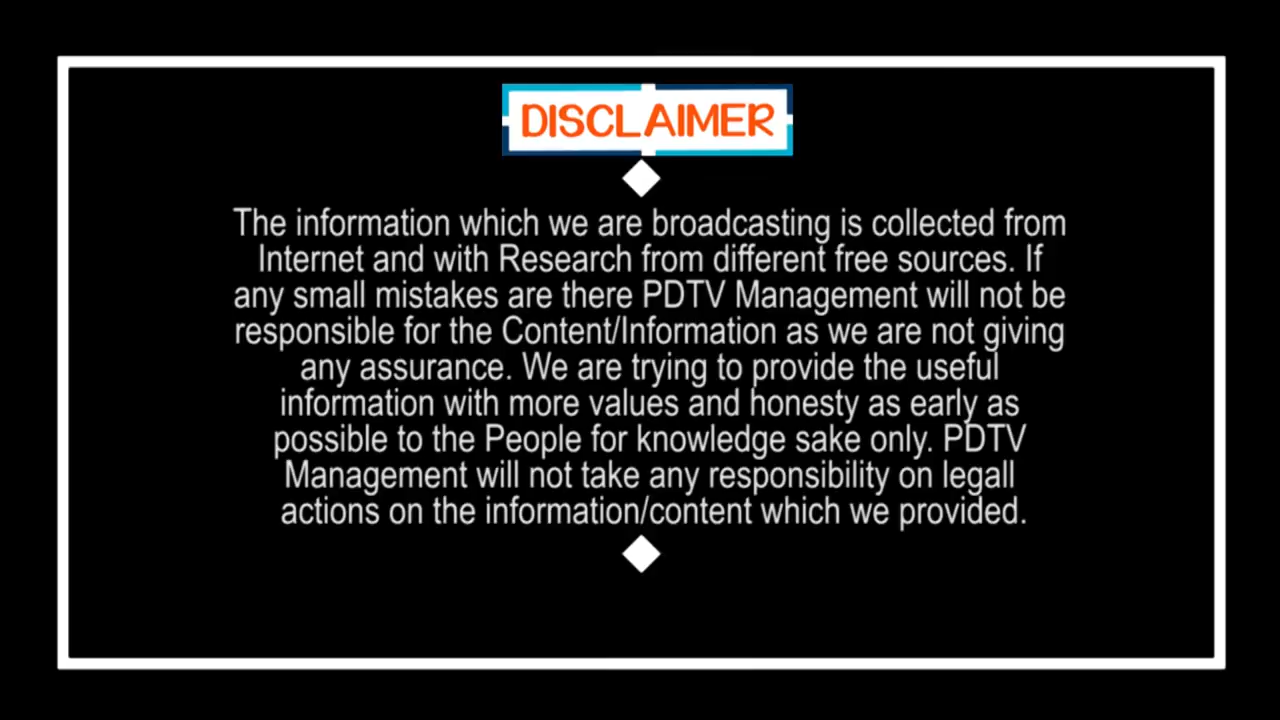 DISCLAIMER
The information which we are broadcasting is collected from
Internet and with Research from different free sources. If
any small mistakes are there PDTV Management will not be
responsible for the Content/Information as we are not giving
any assurance. We are trying to provide the useful
information with more values and honesty as early as
possible to the People for knowledge sake only. PDTV
Management will not take any responsibility on legall
actions on the information/content which we provided.